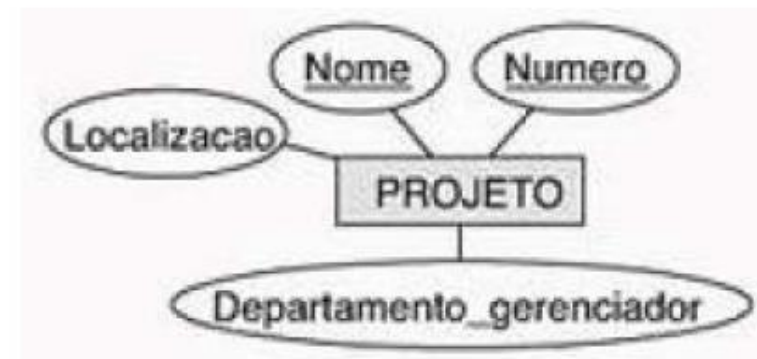 Nome
Numero
Localizacao
PROJETO
Departamento_gerenciador